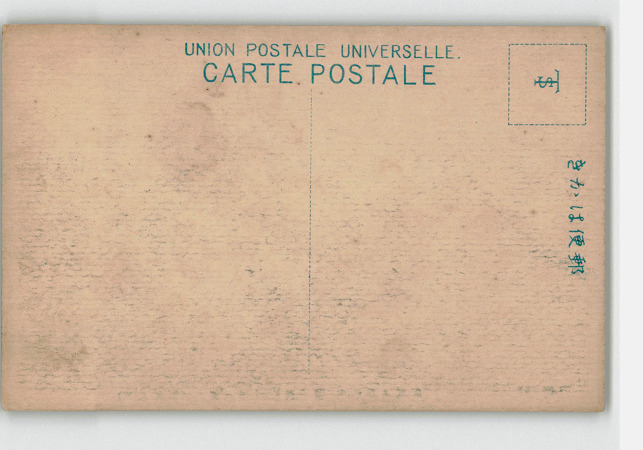 UNION POSTALE UNIVERSELLE.
CARTE POSTALE
きかは便郵